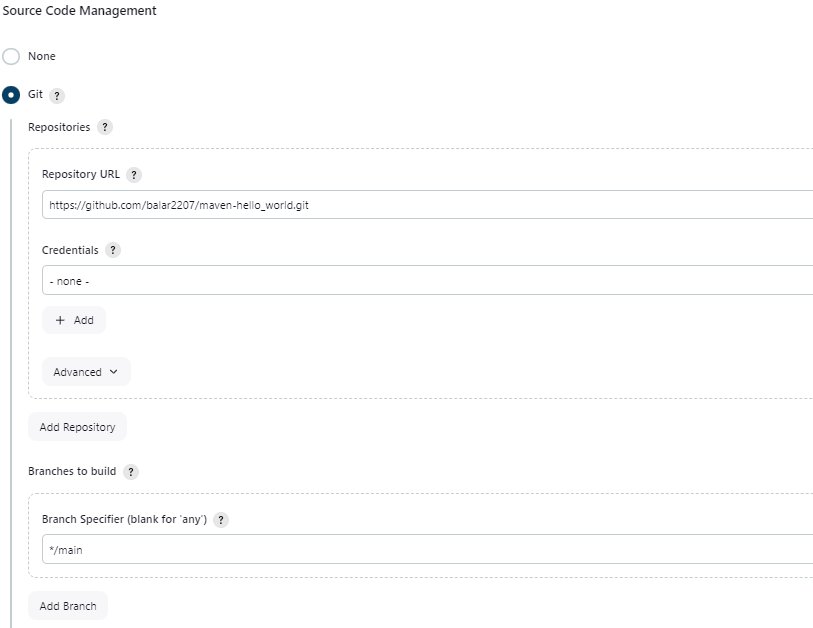 Source Code Management
None
Git ?
Repositories ?
Repository URL ?
https://github.com/balar2207/maven-hello_world.git
Credentials ?
- none -
+ Add
Advanced
Add Repository
Branches to build ?
Branch Specifier (blank for 'any') ?
*/main
Add Branch